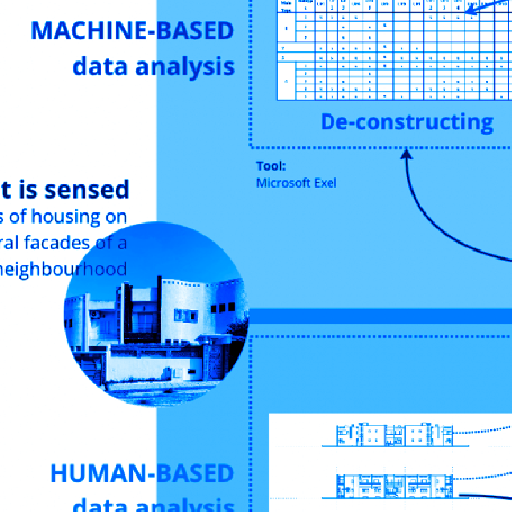 MACHINE-BASED
data analysis
De-constructing
Tool:
Microsoft Exel
t is sensed
s of housing on
ral facades of a
neighbourhood
HUMAN-BASED
data analysis